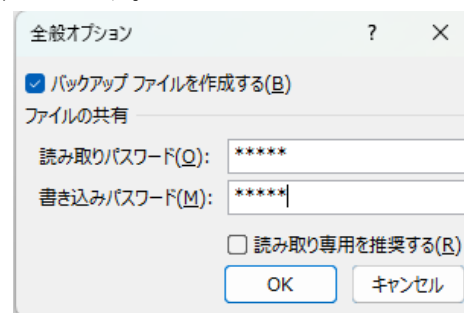 全般オプション ? ×
バックアップ ファイルを作成する(B)
ファイルの共有
読み取りパスワード(O): *****
書き込みパスワード(M): *****
読み取り専用を推奨する(R)
OK キャンセル